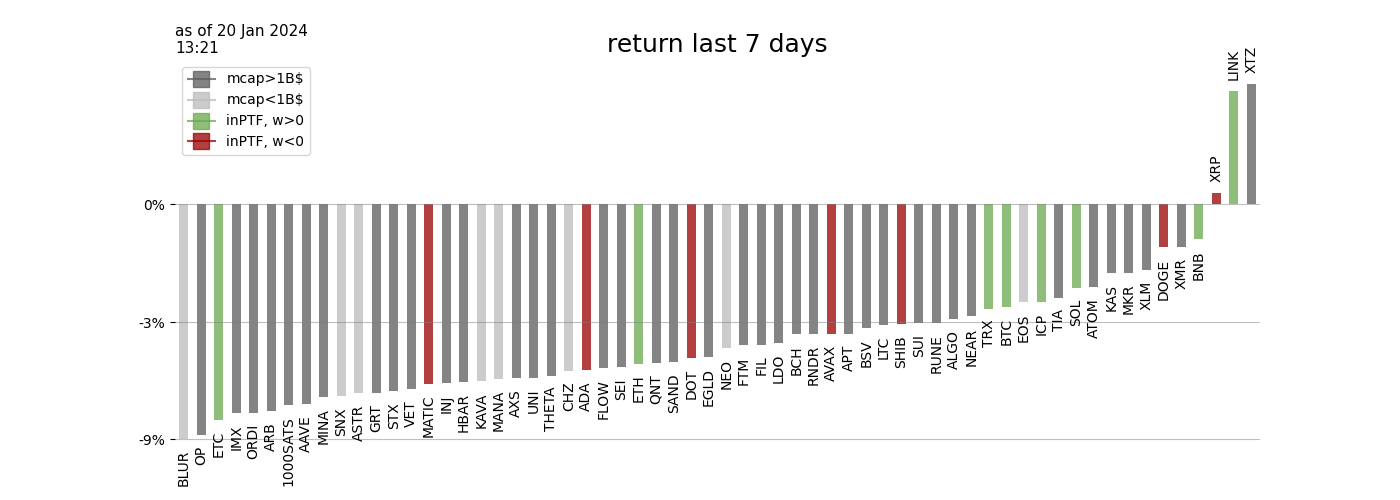 as of 20 Jan 2024
13:21
return last 7 days
mcap>1B$
mcap<1B$
inPTF, w>0
inPTF, w<0
0%
-3%
-9%
BLUR
OP
ETC
IMX
ORDI
ARB
1000SATS
AAVE
MINA
SNX
ASTR
GRT
STX
VET
MATIC
INJ
HBAR
KAVA
MANA
AXS
UNI
THETA
CHZ
ADA
FLOW
SEI
ETH
QNT
SAND
DOT
EGLD
NEO
FTM
FIL
LDO
BCH
RNDR
AVAX
APT
BSV
LTC
SHIB
SUI
RUNE
ALGO
NEAR
TRX
BTC
EOS
ICP
TIA
SOL
ATOM
KAS
MKR
XLM
DOGE
XMR
BNB
XRP
LINK
XTZ